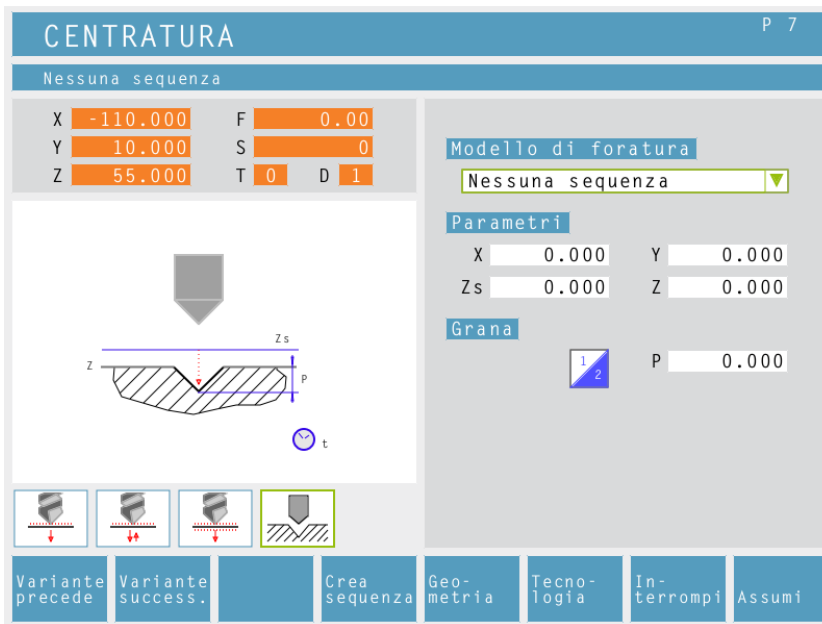 CENTRATURA
P 7
Nessuna sequenza
X -110.000 F 0.00
Y 10.000 S 0
Z 55.000 T 0 D 1
Modello di foratura
Nessuna sequenza
Parametri
X 0.000 Y 0.000
Zs 0.000 Z 0.000
Grana
1 2 P 0.000
Zs
Z
P
t
Variante precede
Variante success.
Crea sequenza
Geo-
metria
Tecno-
logia
In-
terrompi
Assumi